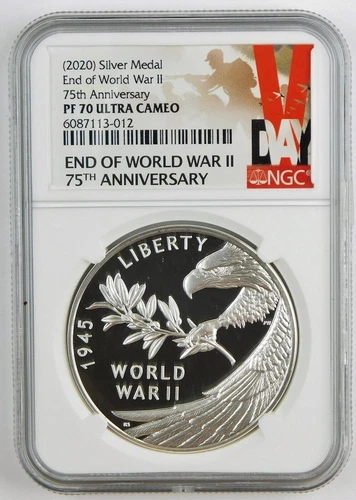 (2020) Silver Medal
End of World War II
75th Anniversary
PF 70 ULTRA CAMEO
6087113-012
END OF WORLD WAR II
75TH ANNIVERSARY
V
DAY
NGC®
LIBERTY
1945
WORLD
WAR II